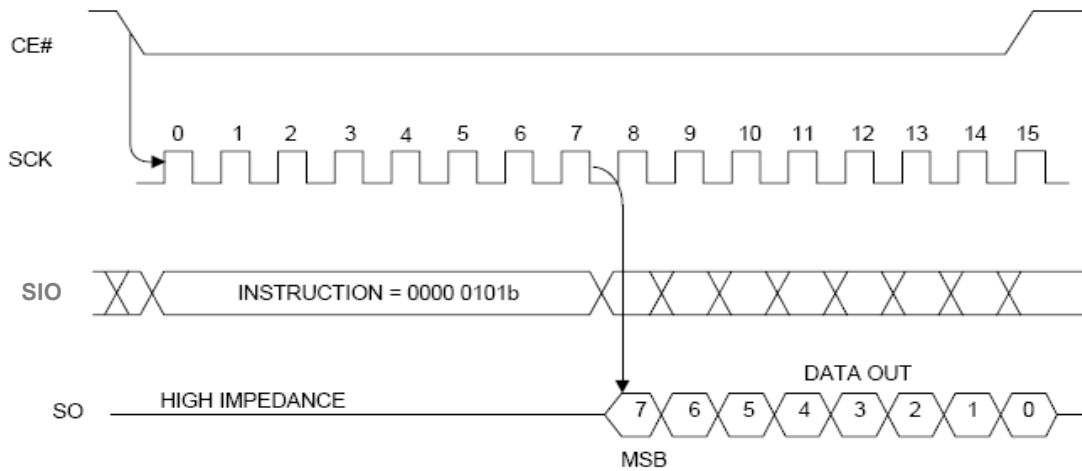 CE#
0 1 2 3 4 5 6 7 8 9 10 11 12 13 14 15
SCK
SIO
INSTRUCTION = 0000 0101b
DATA OUT
HIGH IMPEDANCE
SO
7 6 5 4 3 2 1 0
MSB